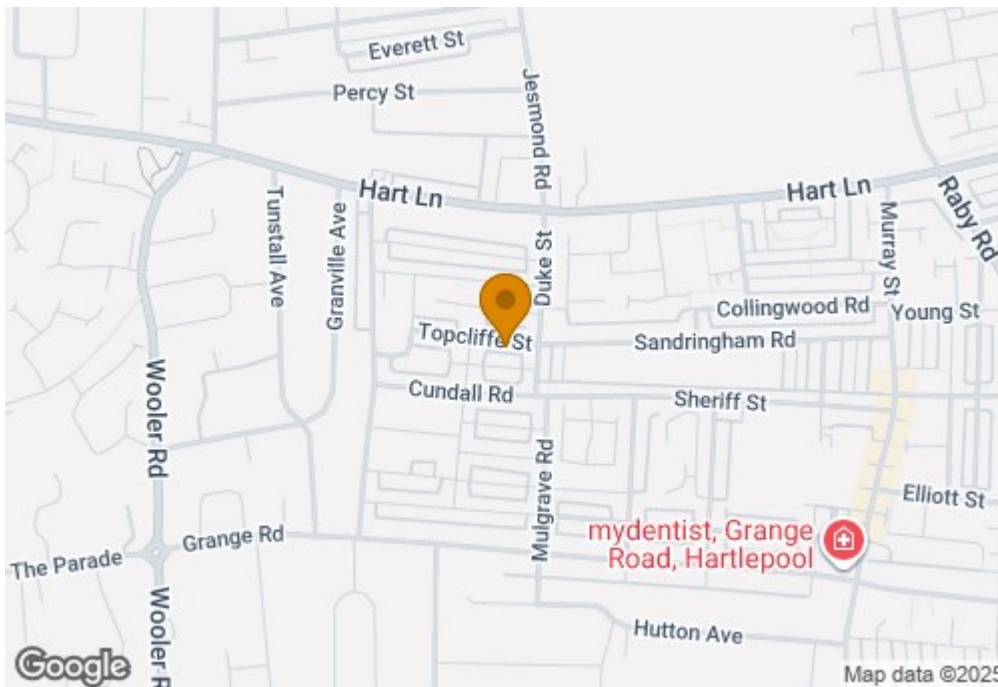 Everett St
Percy St
Jesmond Rd
Hart Ln
Hart Ln
Raby Rd
Murray St
Tunstall Ave
Granville Ave
Duke St
Collingwood Rd
Young St
Topcliffe St
Sandringham Rd
Wooler Rd
Cundall Rd
Sheriff St
Mulgrave Rd
Elliott St
mydentist, Grange
Road, Hartlepool
Grange Rd
The Parade
Wooler R
Hutton Ave
Google
Map data ©2025